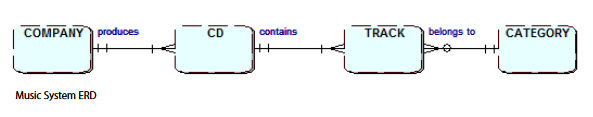 COMPANY produces CD contains TRACK belongs to CATEGORY
Music System ERD